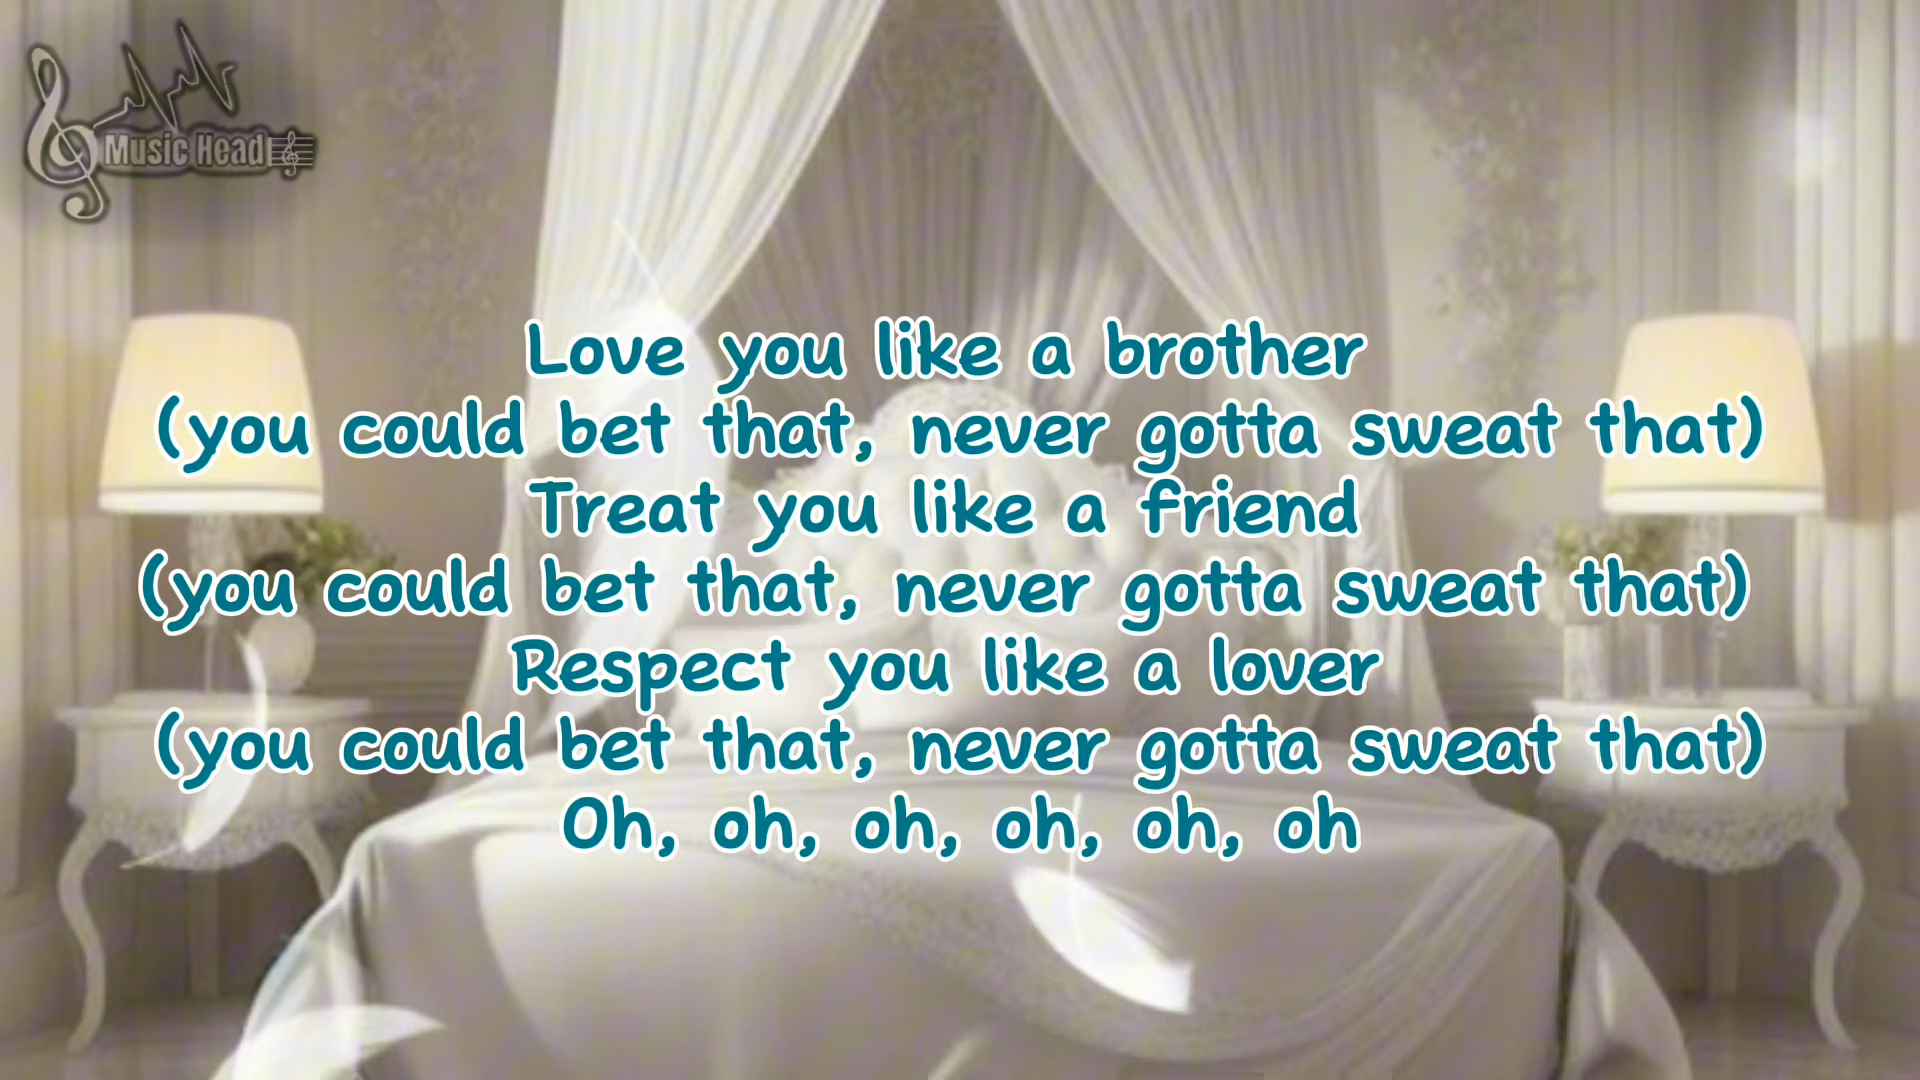 Music Head
Love you like a brother
(you could bet that, never gotta sweat that)
Treat you like a friend
(you could bet that, never gotta sweat that)
Respect you like a lover
(you could bet that, never gotta sweat that)
Oh, oh, oh, oh, oh, oh